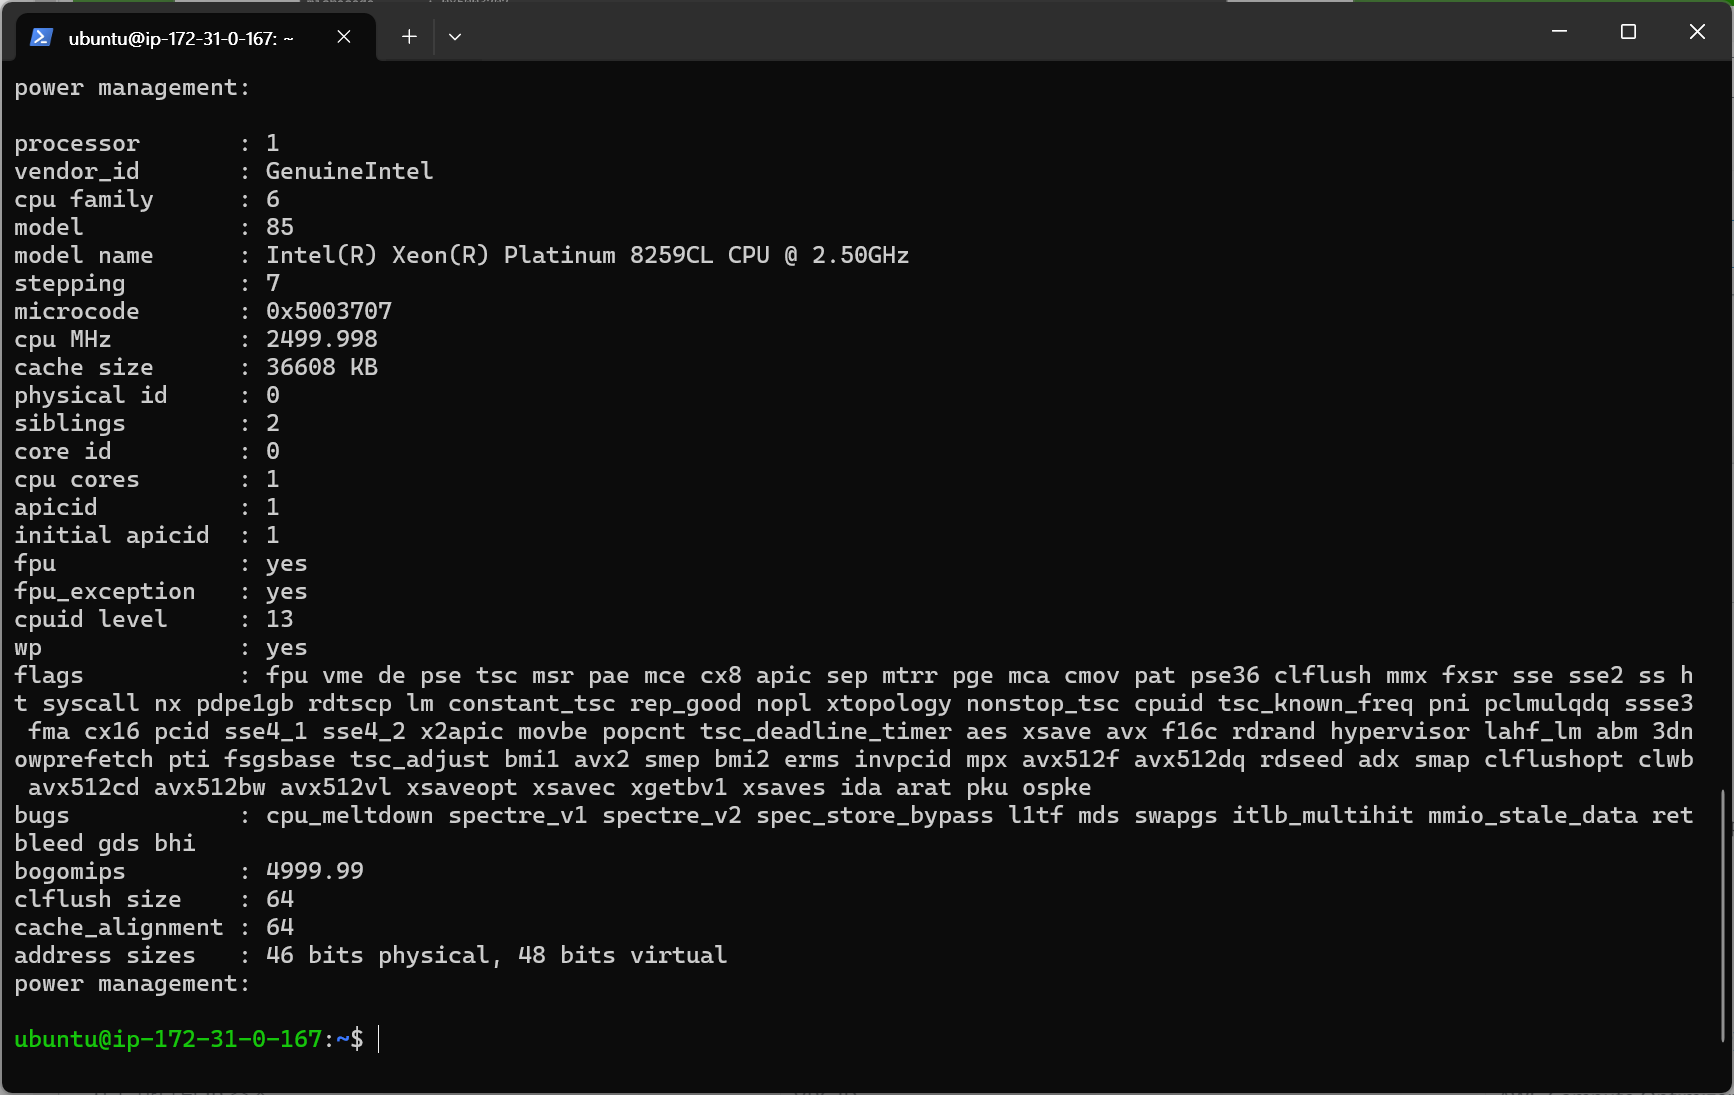 ubuntu@ip-172-31-0-167: ~
power management:
processor       : 1
vendor_id       : GenuineIntel
cpu family      : 6
model           : 85
model name      : Intel(R) Xeon(R) Platinum 8259CL CPU @ 2.50GHz
stepping        : 7
microcode       : 0x5003707
cpu MHz         : 2499.998
cache size      : 36608 KB
physical id     : 0
siblings        : 2
core id         : 0
cpu cores       : 1
apicid          : 1
initial apicid  : 1
fpu             : yes
fpu_exception   : yes
cpuid level     : 13
wp              : yes
flags           : fpu vme de pse tsc msr pae mce cx8 apic sep mtrr pge mca cmov pat pse36 clflush mmx fxsr sse sse2 ss h
t syscall nx pdpe1gb rdtscp lm constant_tsc rep_good nopl xtopology nonstop_tsc cpuid tsc_known_freq pni pclmulqdq ssse3
 fma cx16 pcid sse4_1 sse4_2 x2apic movbe popcnt tsc_deadline_timer aes xsave avx f16c rdrand hypervisor lahf_lm abm 3dn
owprefetch pti fsgsbase tsc_adjust bmi1 avx2 smep bmi2 erms invpcid mpx avx512f avx512dq rdseed adx smap clflushopt clwb
 avx512cd avx512bw avx512vl xsaveopt xsavec xgetbv1 xsaves ida arat pku ospke
bugs            : cpu_meltdown spectre_v1 spectre_v2 spec_store_bypass l1tf mds swapgs itlb_multihit mmio_stale_data ret
bleed gds bhi
bogomips        : 4999.99
clflush size    : 64
cache_alignment : 64
address sizes   : 46 bits physical, 48 bits virtual
power management:
ubuntu@ip-172-31-0-167:~$